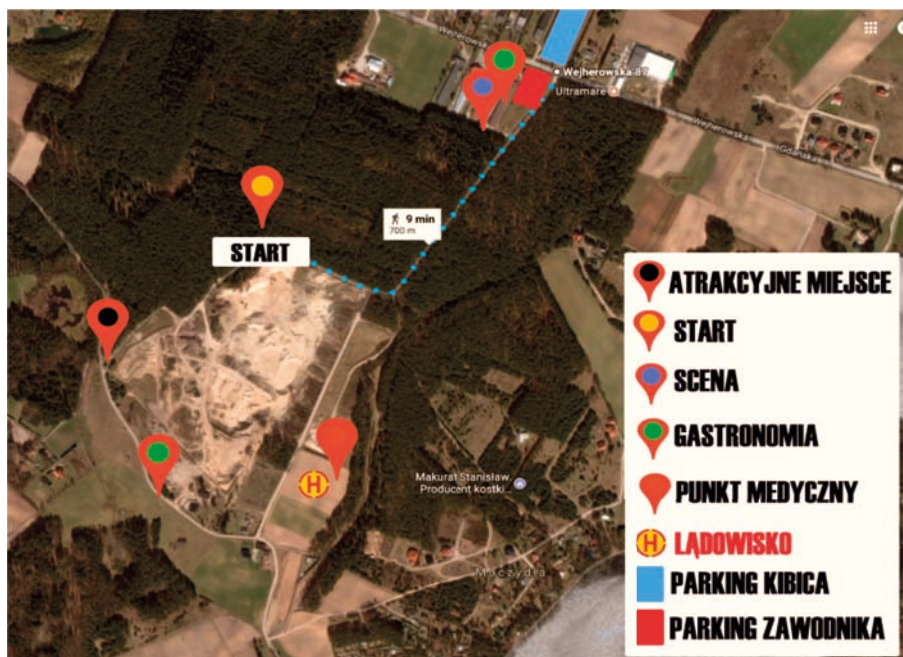 Wejherowska
Wejherowska 87
Ultramare
Wejherowska
Gdańska
9 min
700 m
START
ATRAKCYJNE MIEJSCE
START
SCENA
GASTRONOMIA
PUNKT MEDYCZNY
H LĄDOWISKO
PARKING KIBICA
PARKING ZAWODNIKA
H
Makurat Stanisław.
Producent kostki...
Moczydła